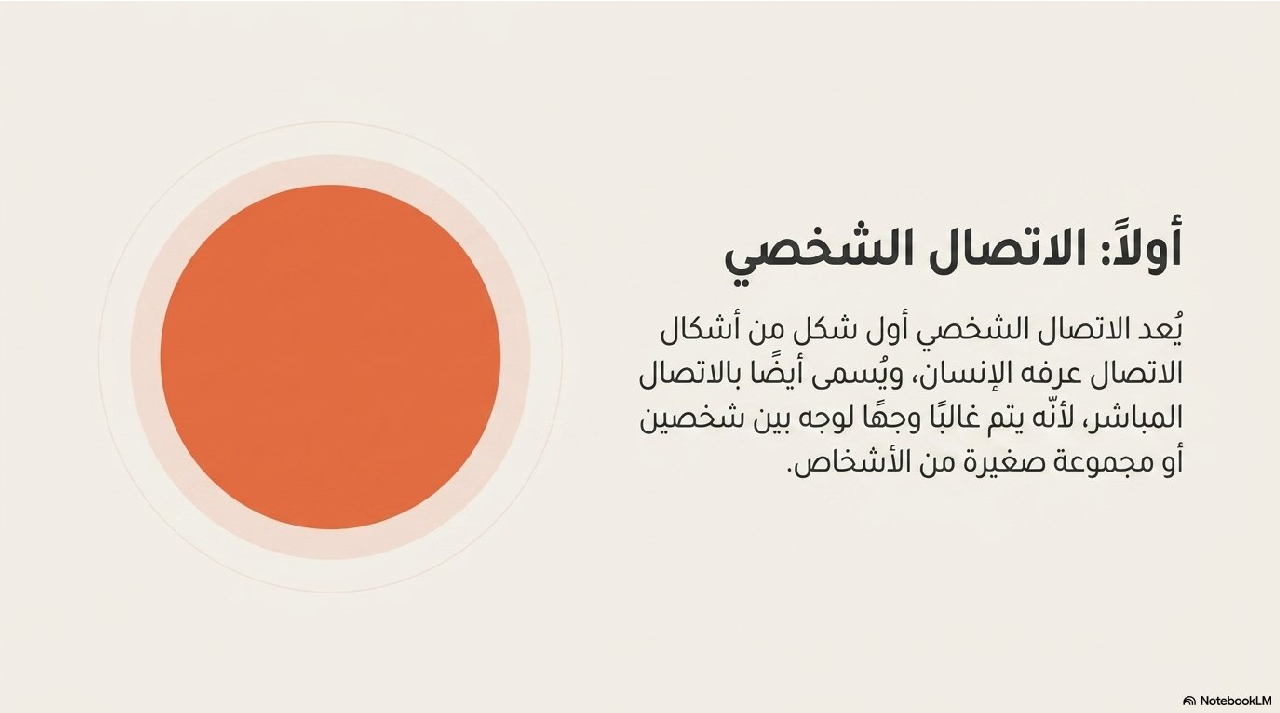 أولاً: الاتصال الشخصي
يُعد الاتصال الشخصي أول شكل من أشكال
الاتصال عرفه الإنسان، ويُسمى أيضًا بالاتصال
المباشر، لأنّه يتم غالبًا وجهًا لوجه بين شخصين
أو مجموعة صغيرة من الأشخاص.
NotebookLM